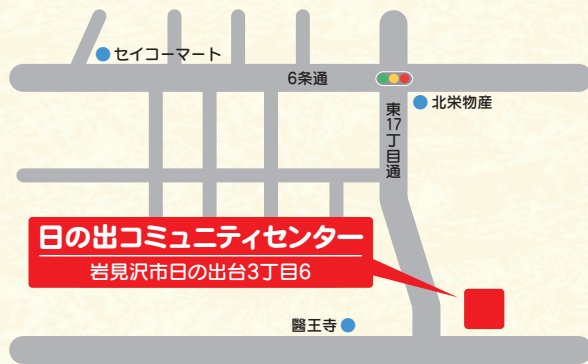 セイコーマート
6条通
北栄物産
東17丁目通
日の出コミュニティセンター
岩見沢市日の出台3丁目6
醫王寺